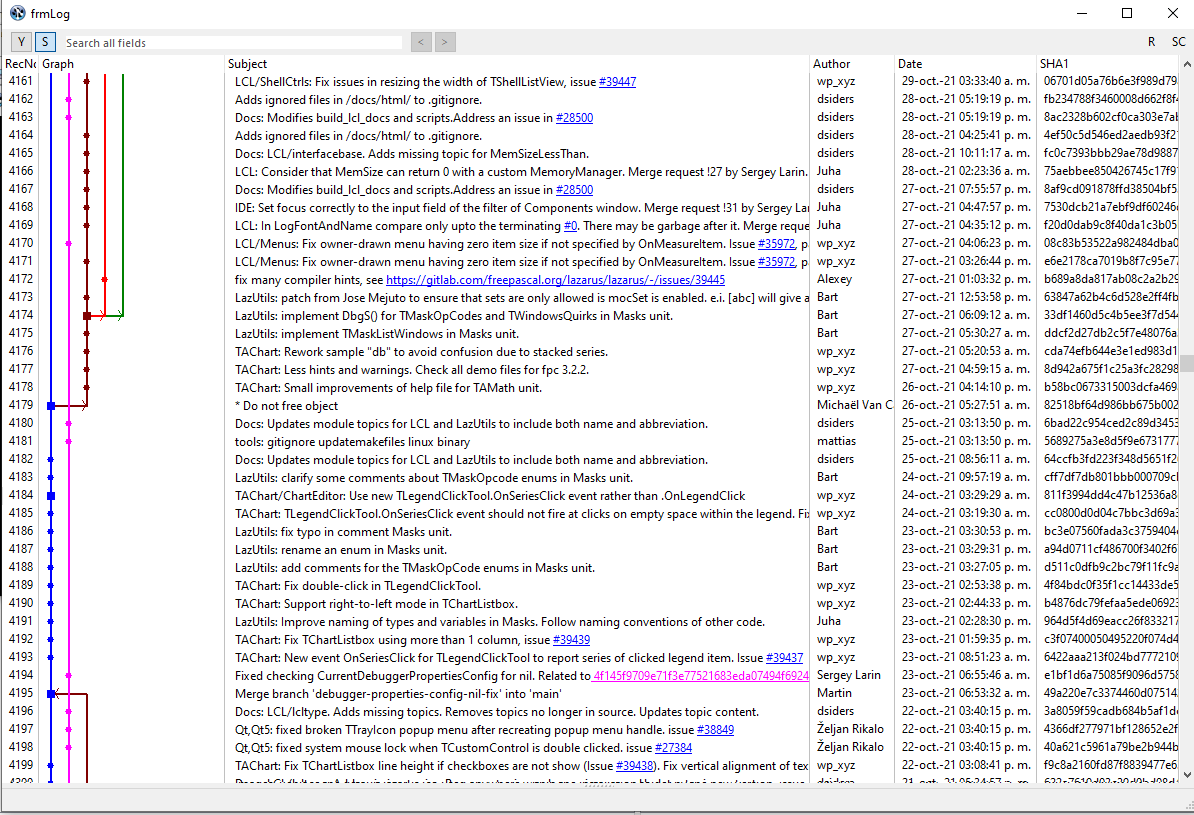 frmLog
Y S Search all fields < > R SC
RecNo Graph Subject Author Date SHA1
4161 LCL/ShellCtrls: Fix issues in resizing the width of TShellListView, issue #39447 wp_xyz 29-oct.-21 03:33:40 a. m. 06701d05a76b6e3f989d79
4162 Adds ignored files in /docs/html/ to .gitignore. dsiders 28-oct.-21 05:19:19 p. m. fb234788f3460008d662f8f4
4163 Docs: Modifies build_lcl_docs and scripts.Address an issue in #28500 dsiders 28-oct.-21 05:19:19 p. m. 8ac2328b602cf0ca303e7ab
4164 Adds ignored files in /docs/html/ to .gitignore. dsiders 28-oct.-21 04:25:41 p. m. 4ef50c5d546ed2aedb93f21
4165 Docs: LCL/interfacebase. Adds missing topic for MemSizeLessThan. dsiders 28-oct.-21 10:11:17 a. m. fc0c7393bbb29ae78d9887
4166 LCL: Consider that MemSize can return 0 with a custom MemoryManager. Merge request !27 by Sergey Larin. Juha 28-oct.-21 02:23:36 a. m. 75aebbee850426745c17f9
4167 Docs: Modifies build_lcl_docs and scripts.Address an issue in #28500 dsiders 27-oct.-21 07:55:57 p. m. 8af9cd091878ffd38504bf5
4168 IDE: Set focus correctly to the input field of the filter of Components window. Merge request !31 by Sergey Lar Juha 27-oct.-21 04:47:57 p. m. 7530dcb21a7ebf9df60246
4169 LCL: In LogFontAndName compare only upto the terminating #0. There may be garbage after it. Merge reque Juha 27-oct.-21 04:35:12 p. m. f20d0dab9c8f40da1c3b05
4170 LCL/Menus: Fix owner-drawn menu having zero item size if not specified by OnMeasureItem. Issue #35972, p wp_xyz 27-oct.-21 04:06:23 p. m. 08c83b53522a982484dba0
4171 LCL/Menus: Fix owner-drawn menu having zero item size if not specified by OnMeasureItem. Issue #35972, p wp_xyz 27-oct.-21 03:26:44 p. m. e6e2178ca7019b8f7c95e77
4172 fix many compiler hints, see https://gitlab.com/freepascal.org/lazarus/lazarus/-/issues/39445 Alexey 27-oct.-21 01:03:32 p. m. b689a8da817ab08c2a2b29
4173 LazUtils: patch from Jose Mejuto to ensure that sets are only allowed is mocSet is enabled. e.i. [abc] will give a Bart 27-oct.-21 12:53:58 p. m. 63847a62b4c6d528e2ff4fb
4174 LazUtils: implement DbgS() for TMaskOpCodes and TWindowsQuirks in Masks unit. Bart 27-oct.-21 06:09:12 a. m. 33df1460d5c4b5ee3f7d544
4175 LazUtils: implement TMaskListWindows in Masks unit. Bart 27-oct.-21 05:30:27 a. m. ddcf2d27db2c5f7e48076a
4176 TAChart: Rework sample "db" to avoid confusion due to stacked series. wp_xyz 27-oct.-21 05:20:53 a. m. cda74efb644e3e1ed983d1
4177 TAChart: Less hints and warnings. Check all demo files for fpc 3.2.2. wp_xyz 27-oct.-21 04:59:15 a. m. 8d942a675f1c25a3fc28298
4178 TAChart: Small improvements of help file for TAMath unit. wp_xyz 26-oct.-21 04:14:10 p. m. b58bc0673315003dcfa469
4179 * Do not free object Michaël Van C 26-oct.-21 05:27:51 a. m. 82518bf64d986bb675b002
4180 Docs: Updates module topics for LCL and LazUtils to include both name and abbreviation. dsiders 25-oct.-21 03:13:50 p. m. 6bad22c954ced2c89d3453
4181 tools: gitignore updatemakefiles linux binary mattias 25-oct.-21 03:13:50 p. m. 5689275a3e8d5f9e6731777
4182 Docs: Updates module topics for LCL and LazUtils to include both name and abbreviation. dsiders 25-oct.-21 08:56:11 a. m. 64ccfb3fd223f348d5651f2
4183 LazUtils: clarify some comments about TMaskOpcode enums in Masks unit. Bart 24-oct.-21 09:57:19 a. m. cff7df7db801bbb000709c
4184 TAChart/ChartEditor: Use new TLegendClickTool.OnSeriesClick event rather than .OnLegendClick wp_xyz 24-oct.-21 03:29:29 a. m. 811f3994dd4c47b12536a8
4185 TAChart: TLegendClickTool.OnSeriesClick event should not fire at clicks on empty space within the legend. Fi wp_xyz 24-oct.-21 03:19:30 a. m. cc0800d0d04c7bbc3d69a3
4186 LazUtils: fix typo in comment Masks unit. Bart 23-oct.-21 03:30:53 p. m. bc3e07560fada3c3759404
4187 LazUtils: rename an enum in Masks unit. Bart 23-oct.-21 03:29:31 p. m. a94d0711cf486700f3402f6
4188 LazUtils: add comments for the TMaskOpCode enums in Masks unit. Bart 23-oct.-21 03:27:05 p. m. d511c0dfb9c2bc79f11fc9a
4189 TAChart: Fix double-click in TLegendClickTool. wp_xyz 23-oct.-21 02:53:38 p. m. 4f84bdc0f35f1cc14433de5
4190 TAChart: Support right-to-left mode in TChartListbox. wp_xyz 23-oct.-21 02:44:33 p. m. b4876dc79fefaa5ede06923
4191 LazUtils: Improve naming of types and variables in Masks. Follow naming conventions of other code. Juha 23-oct.-21 02:28:30 p. m. 964d5f4d69eacc26f833217
4192 TAChart: Fix TChartListbox using more than 1 column, issue #39439 wp_xyz 23-oct.-21 01:59:35 p. m. c3f07400050495220f074d4
4193 TAChart: New event OnSeriesClick for TLegendClickTool to report series of clicked legend item. Issue #39437 wp_xyz 23-oct.-21 08:51:23 a. m. 6422aaa213f024bd7772109
4194 Fixed checking CurrentDebuggerPropertiesConfig for nil. Related to 4f145f9709e71f3e77521683eda07494f6924 Sergey Larin 23-oct.-21 06:55:46 a. m. e1bf1d6a75085f9096d5758
4195 Merge branch 'debugger-properties-config-nil-fix' into 'main' Martin 23-oct.-21 06:53:32 a. m. 49a220e7c3374460d07514
4196 Docs: LCL/lcltype. Adds missing topics. Removes topics no longer in source. Updates topic content. dsiders 22-oct.-21 03:40:15 p. m. 3a8059f59cadb684b5af1d
4197 Qt,Qt5: fixed broken TTrayIcon popup menu after recreating popup menu handle. issue #38849 Željan Rikalo 22-oct.-21 03:40:15 p. m. 4366df277971bf128652e2f
4198 Qt,Qt5: fixed system mouse lock when TCustomControl is double clicked. issue #27384 Željan Rikalo 22-oct.-21 03:40:15 p. m. 40a621c5961a79be2b944b
4199 TAChart: Fix TChartListbox line height if checkboxes are not show (Issue #39438). Fix vertical alignment of tex wp_xyz 22-oct.-21 03:08:41 p. m. f9c8a2160fd87f8839477e6